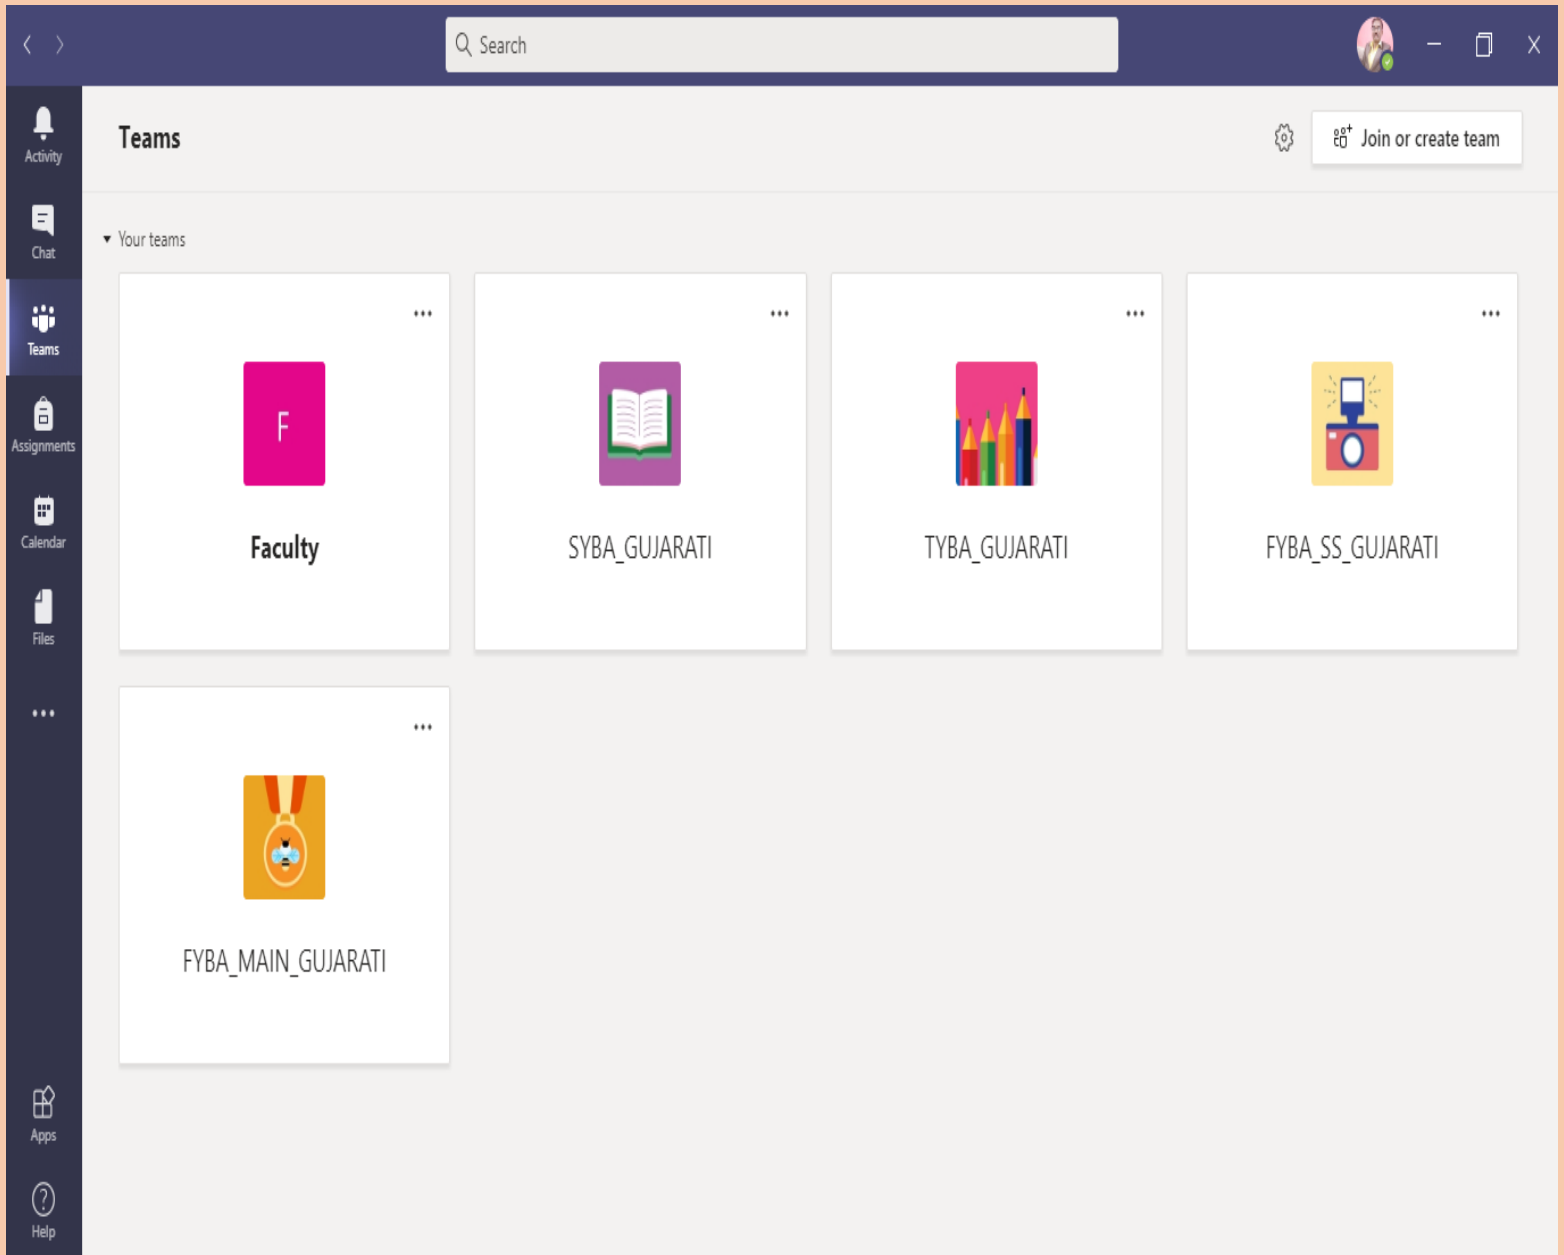 Search
Activity
Chat
Teams
Assignments
Calendar
Files
Apps
Help
Teams
Join or create team
Your teams
F
Faculty
SYBA_GUJARATI
TYBA_GUJARATI
FYBA_SS_GUJARATI
FYBA_MAIN_GUJARATI